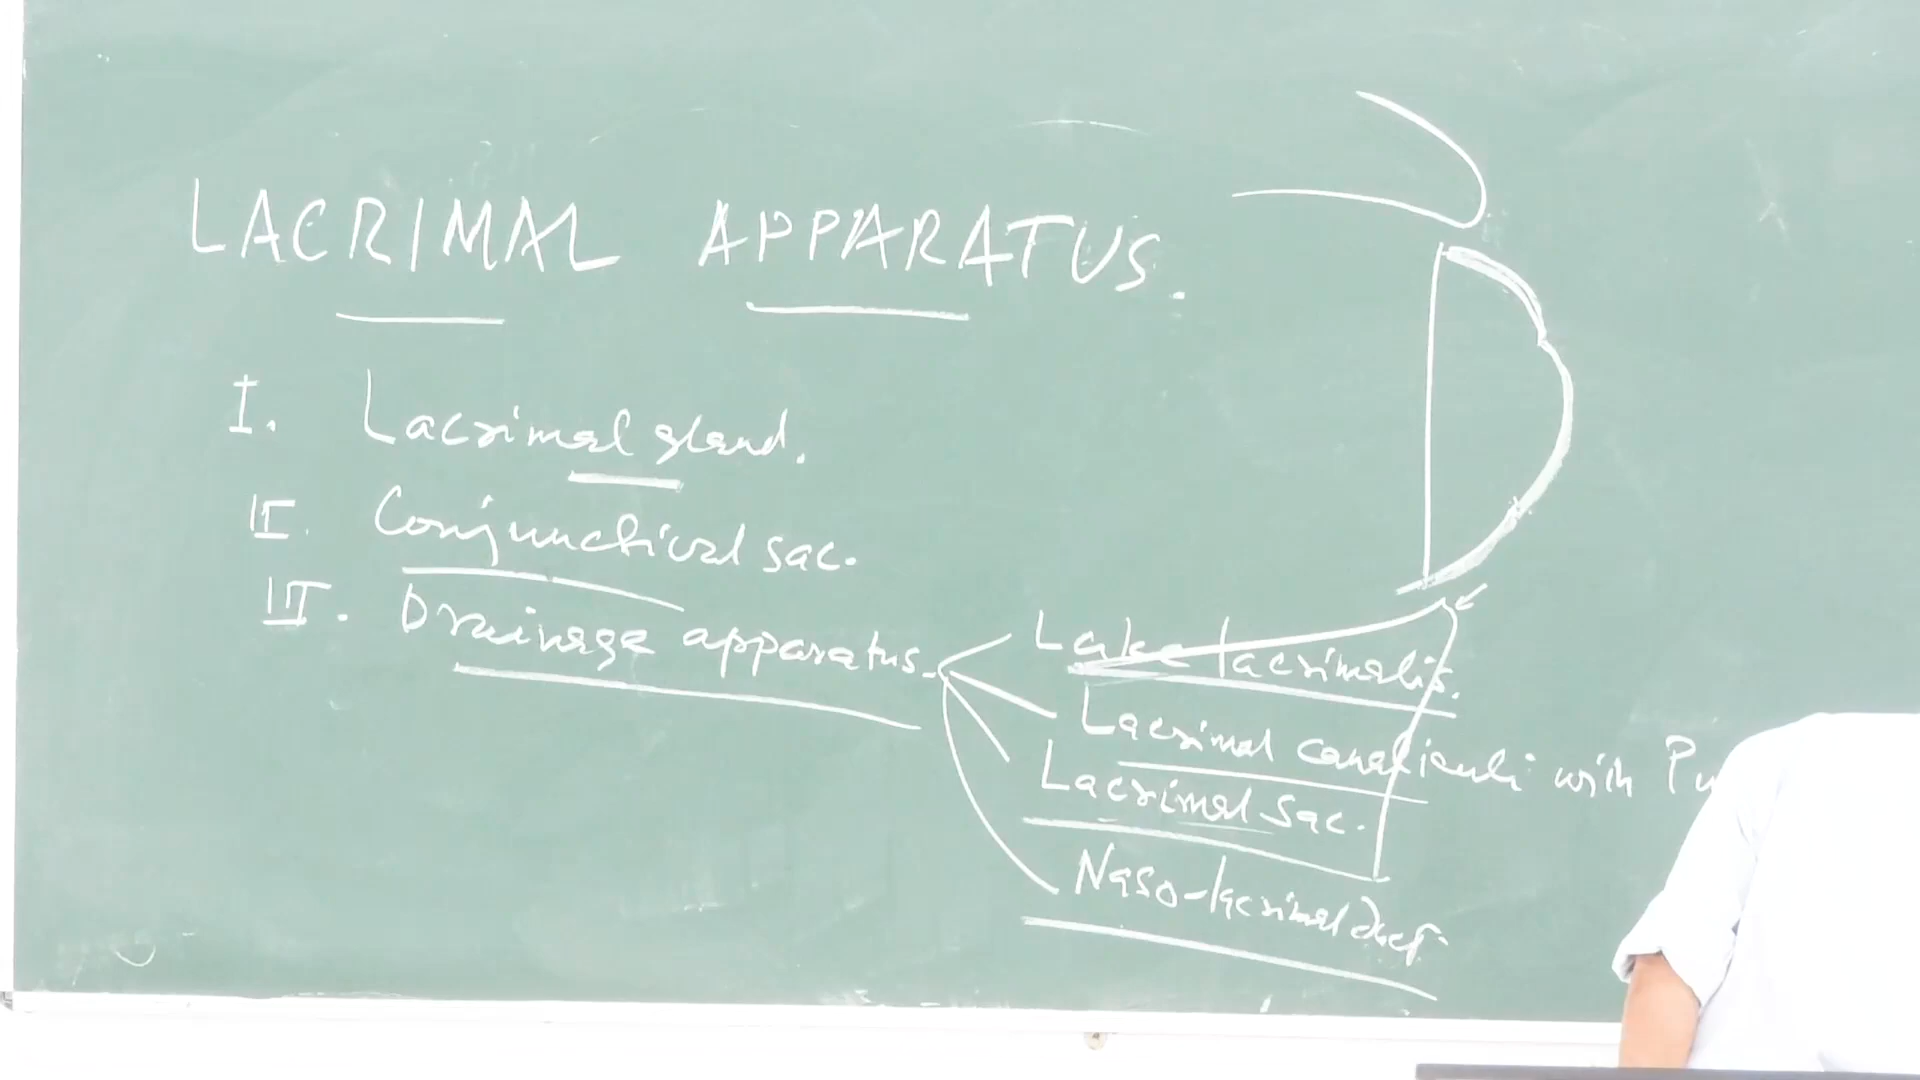 LACRIMAL APPARATUS.
I. Lacrimal gland.
II. Conjunctival sac.
III. Drainage apparatus.
Lake lacrimalis.
Lacrimal canaliculi with
Lacrimal Sac.
Naso-lacrimal duct.